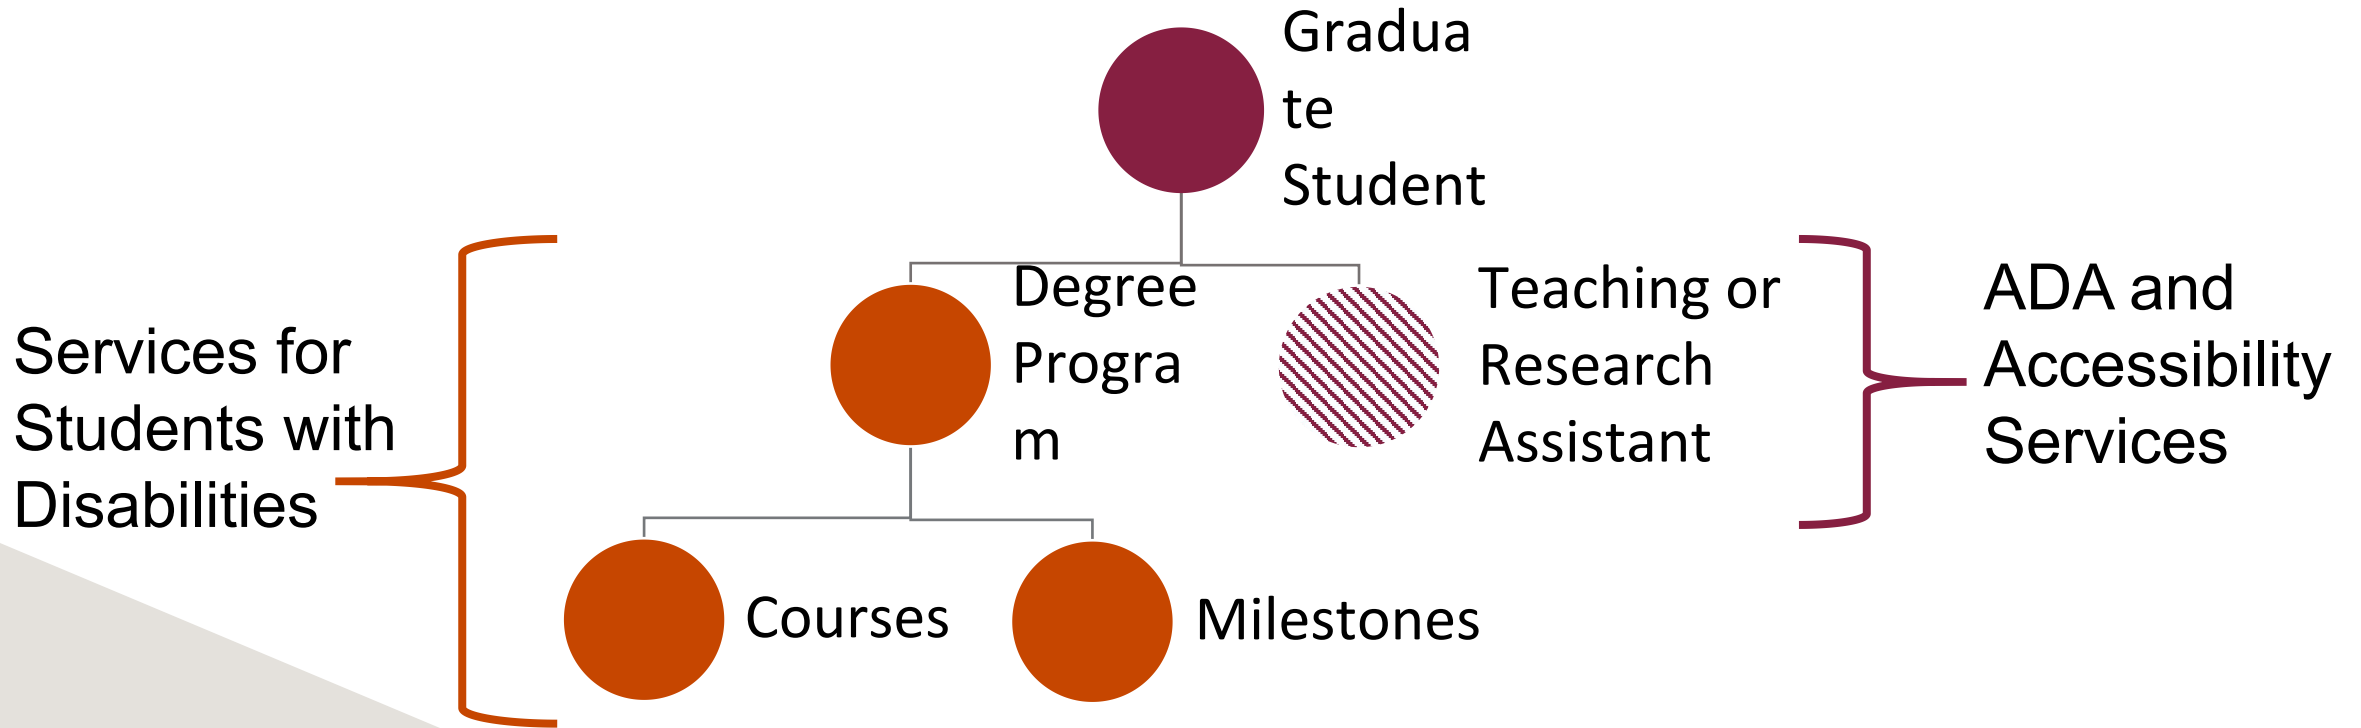 Gradua
te
Student
Services for
Students with
Disabilities
Degree
Progra
m
Teaching or
Research
Assistant
ADA and
Accessibility
Services
Courses
Milestones